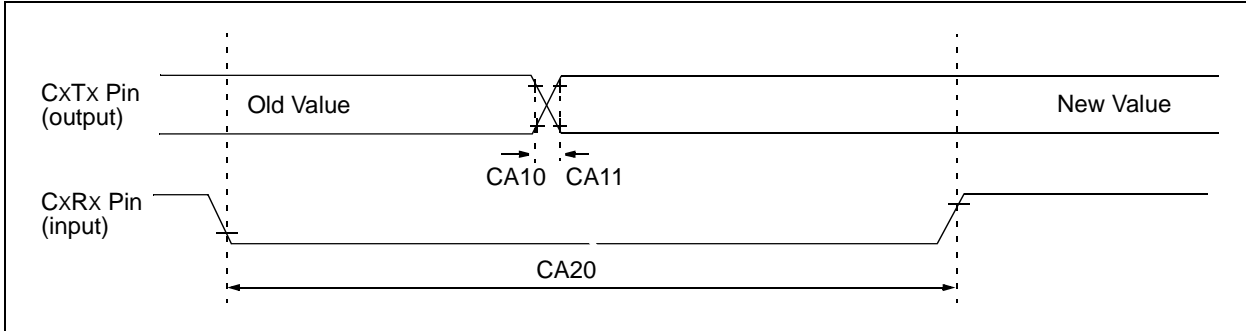 CxTx Pin
(output)
Old Value
New Value
CA10 CA11
CxRx Pin
(input)
CA20